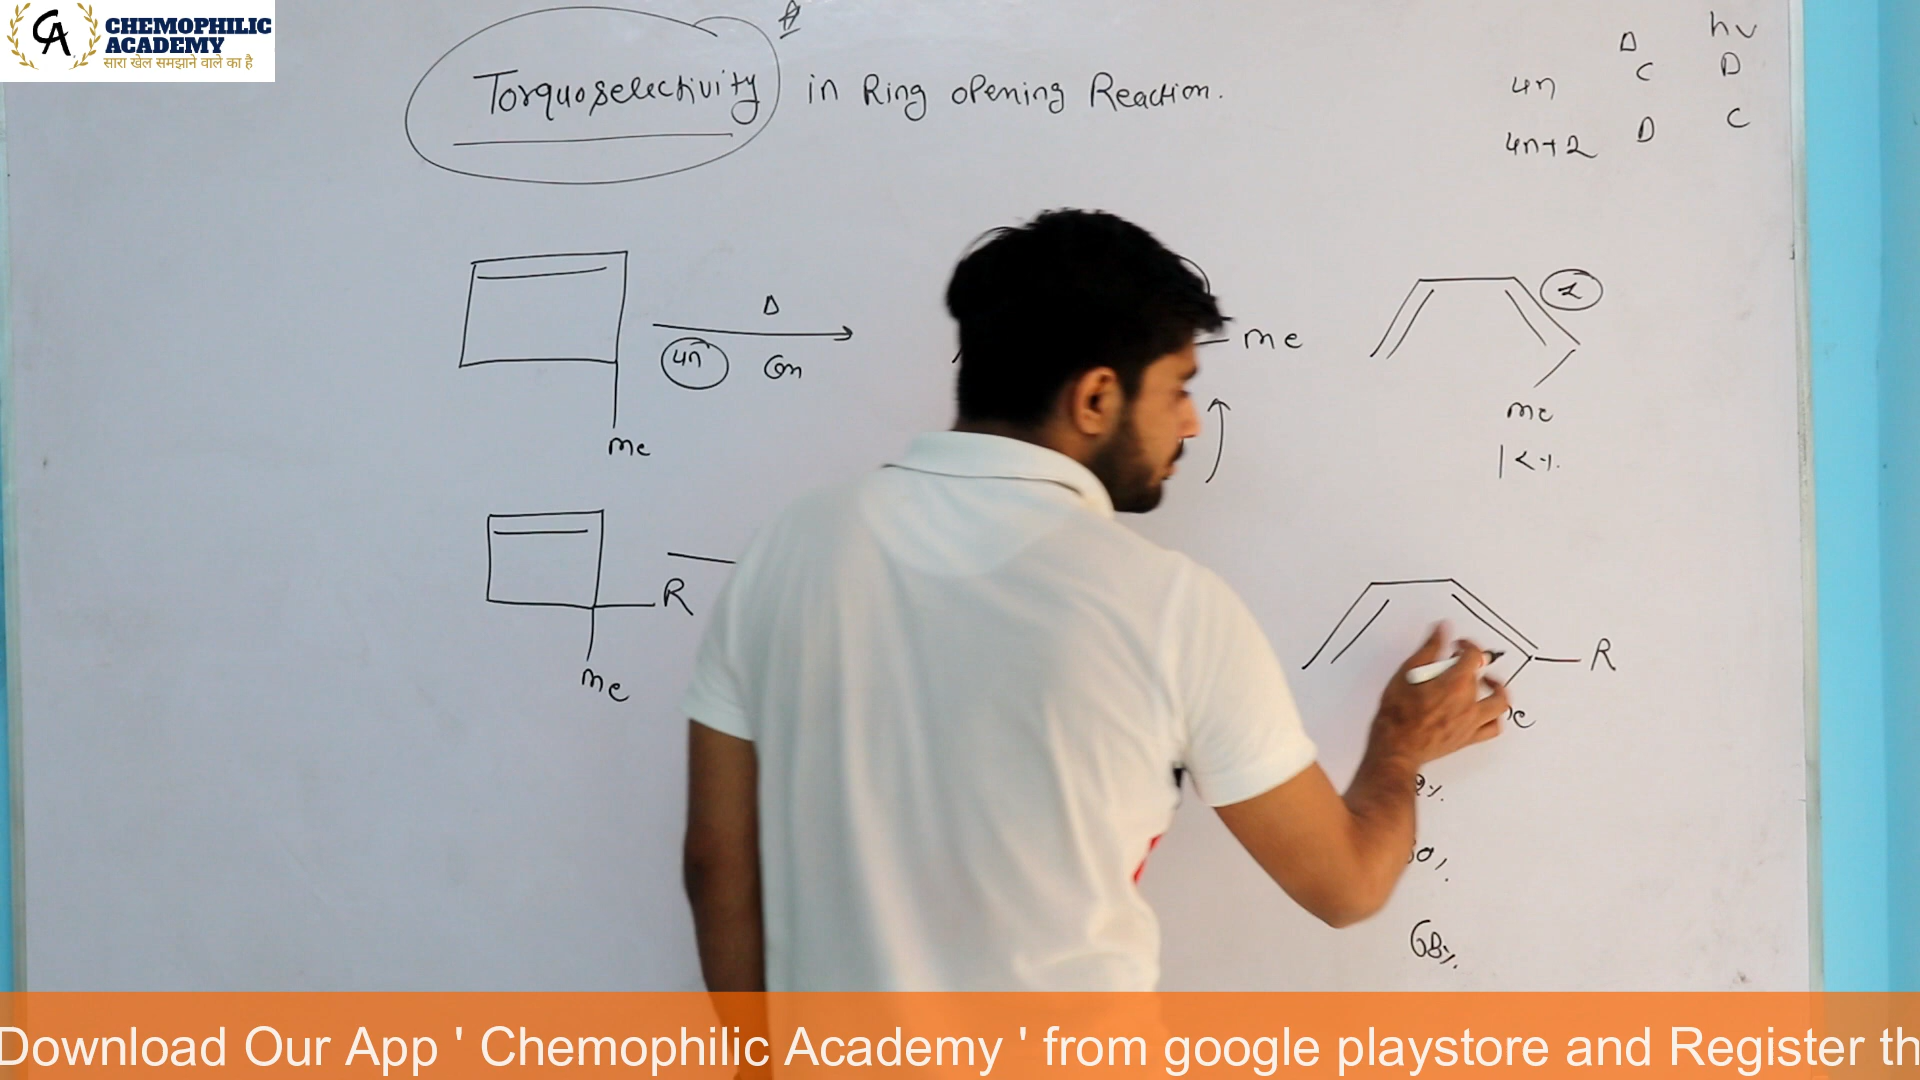 CA CHEMOPHILIC
ACADEMY
सारा खेल समझाने वाले का है
Torquoselectivity in Ring opening Reaction.
Δ hν
4n C D
4n+2 D C
Δ
4n Con
Me
me
Z
me
1<%.
R
me
R
68%.
Download Our App ' Chemophilic Academy ' from google playstore and Register th